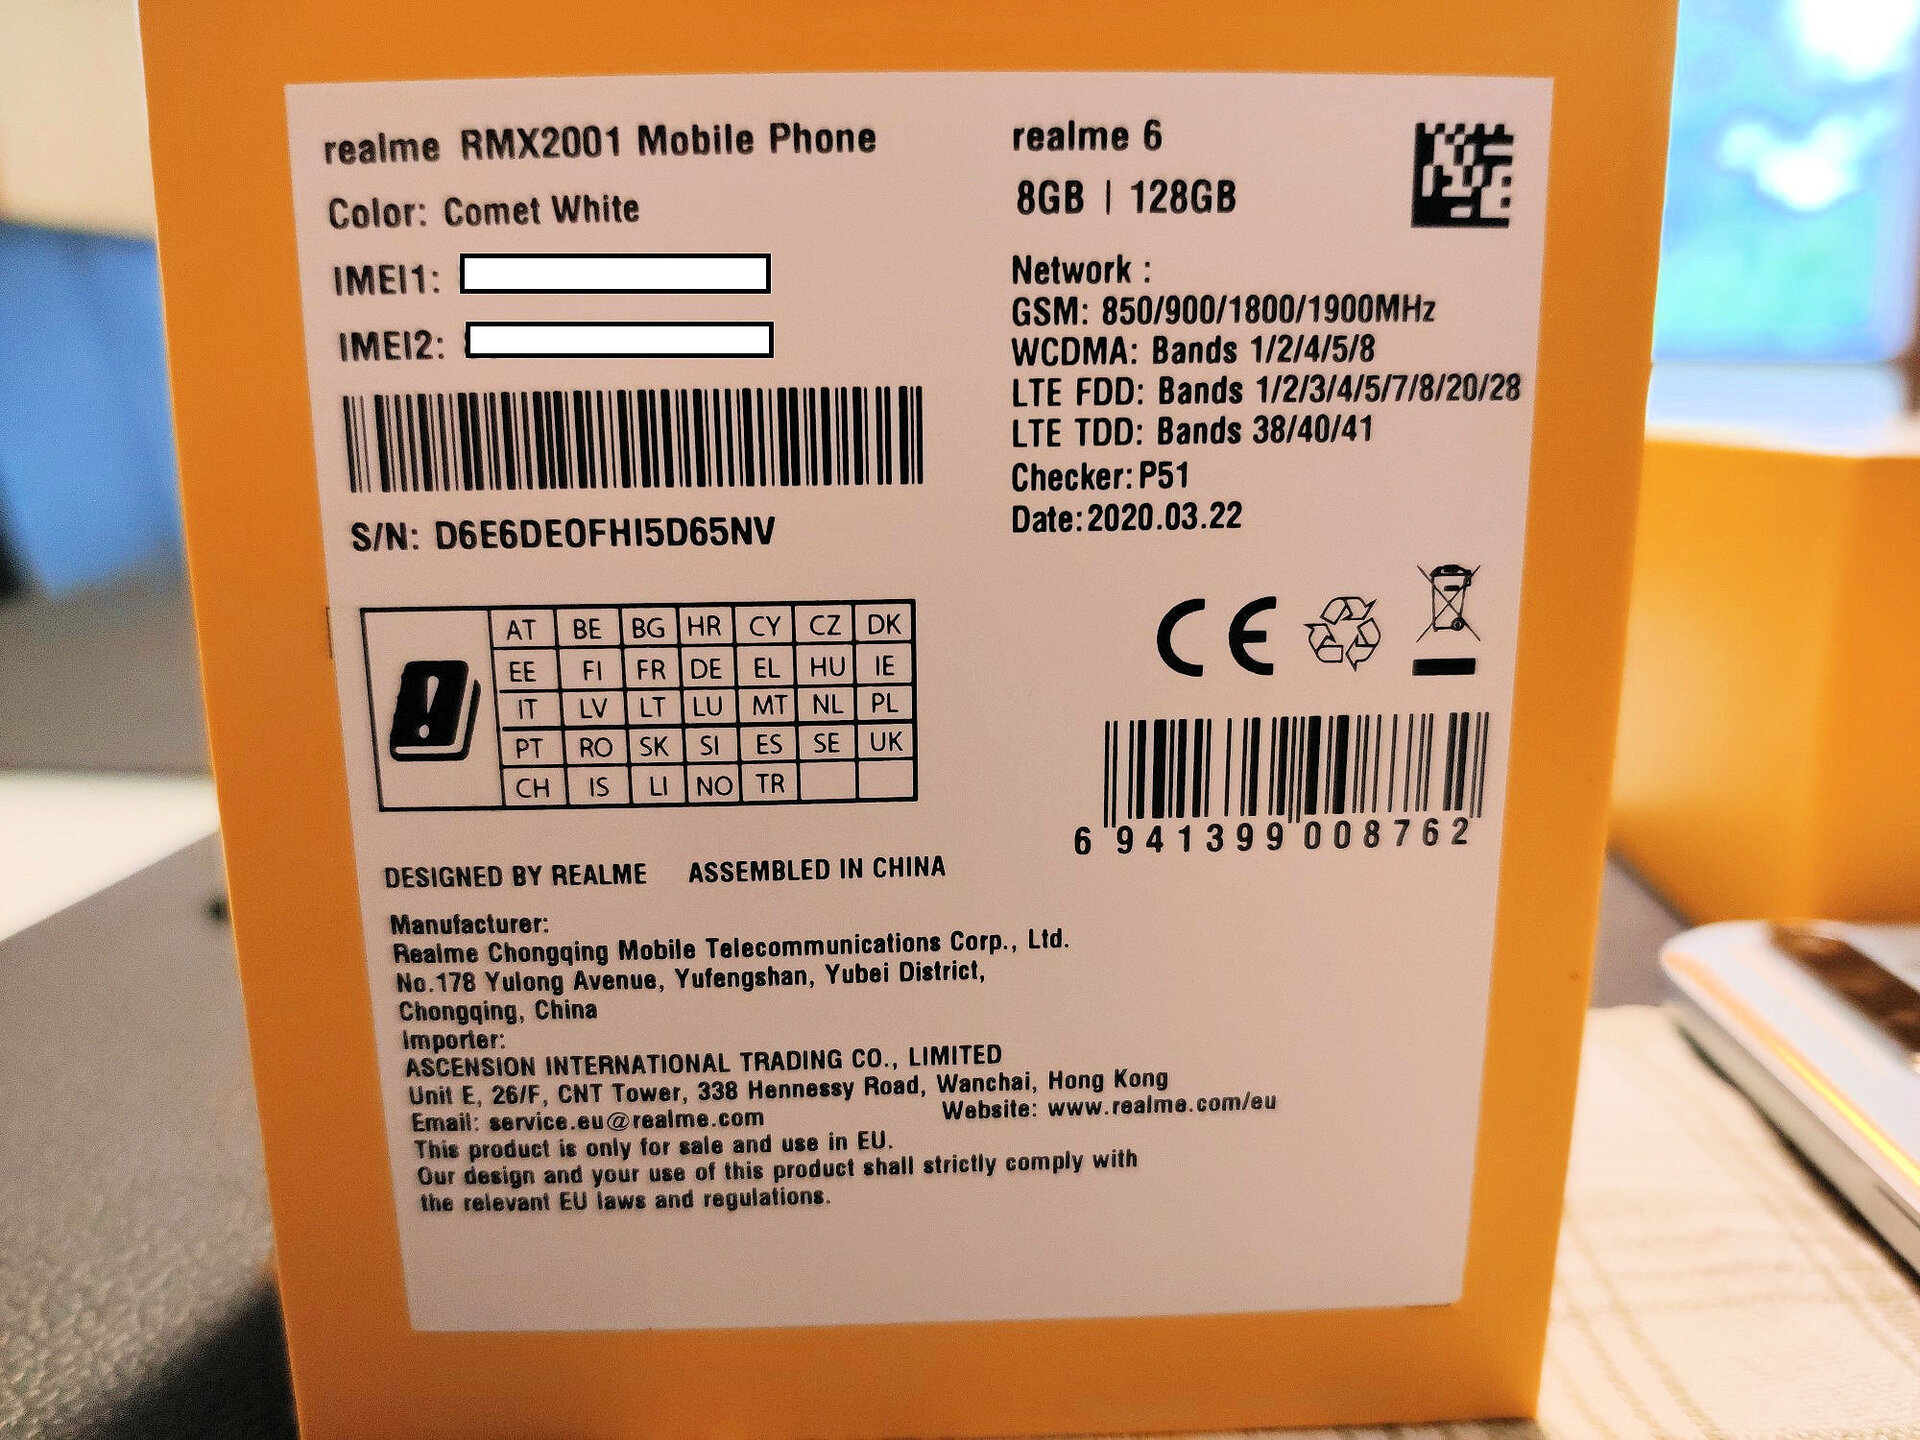 realme RMX2001 Mobile Phone
Color: Comet White
IMEI1:
IMEI2:
S/N: D6E6DEOFHI5D65NV
realme 6
8GB | 128GB
Network :
GSM: 850/900/1800/1900MHz
WCDMA: Bands 1/2/4/5/8
LTE FDD: Bands 1/2/3/4/5/7/8/20/28
LTE TDD: Bands 38/40/41
Checker:P51
Date:2020.03.22
CE
AT BE BG HR CY CZ DK
EE FI FR DE EL HU IE
IT LV LT LU MT NL PL
PT RO SK SI ES SE UK
CH IS LI NO TR
6 941399 008762
DESIGNED BY REALME ASSEMBLED IN CHINA
Manufacturer:
Realme Chongqing Mobile Telecommunications Corp., Ltd.
No.178 Yulong Avenue, Yufengshan, Yubei District,
Chongqing, China
Importer:
ASCENSION INTERNATIONAL TRADING CO., LIMITED
Unit E, 26/F, CNT Tower, 338 Hennessy Road, Wanchai, Hong Kong
Email: service.eu@realme.com Website: www.realme.com/eu
This product is only for sale and use in EU.
Our design and your use of this product shall strictly comply with
the relevant EU laws and regulations.